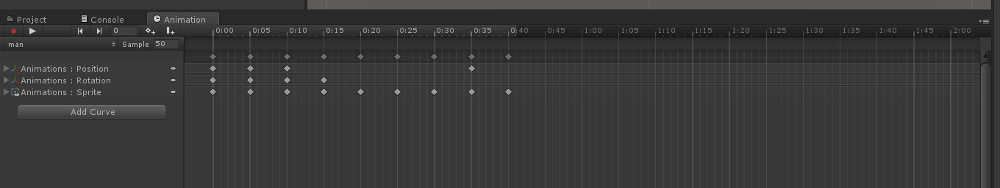 Project Console Animation
0 0:00 0:05 0:10 0:15 0:20 0:25 0:30 0:35 0:40 0:45 1:00 1:05 1:10 1:15 1:20 1:25 1:30 1:35 1:40 1:45 2:00
man Sample 50
Animations : Position
Animations : Rotation
Animations : Sprite
Add Curve